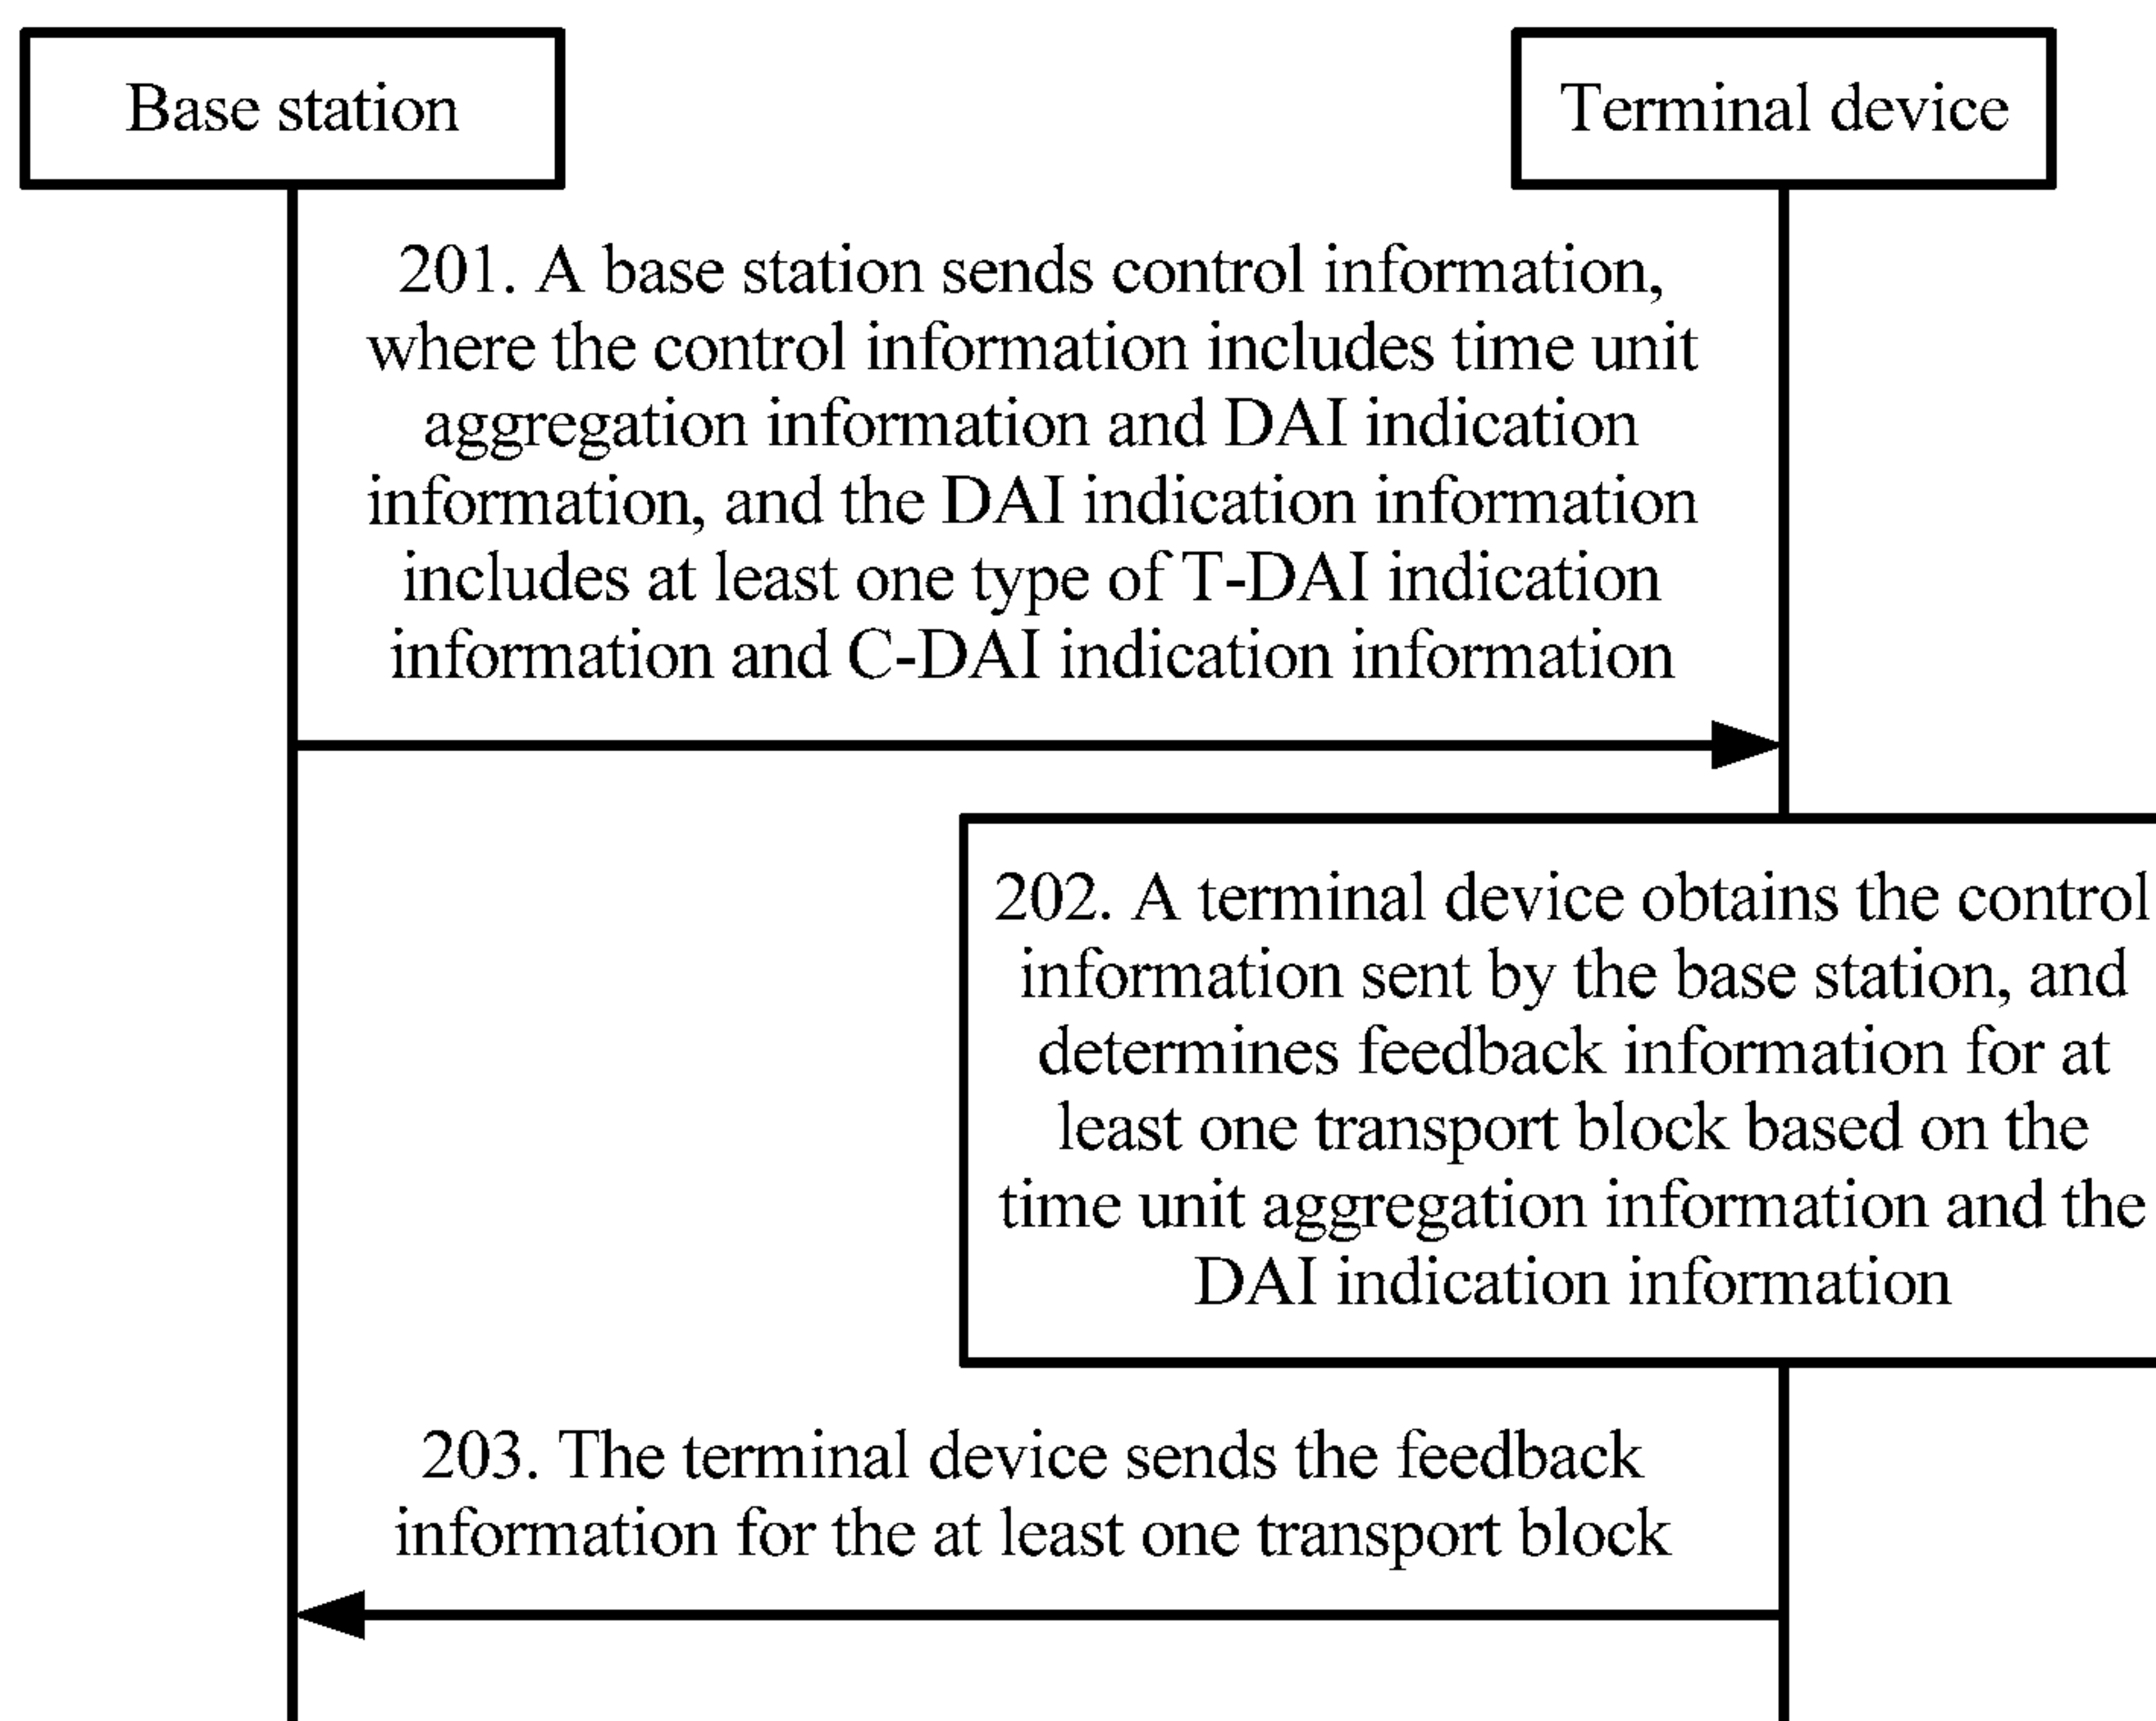 Base station
Terminal device
201. A base station sends control information,
where the control information includes time unit
aggregation information and DAI indication
information, and the DAI indication information
includes at least one type of T-DAI indication
information and C-DAI indication information
202. A terminal device obtains the control
information sent by the base station, and
determines feedback information for at
least one transport block based on the
time unit aggregation information and the
DAI indication information
203. The terminal device sends the feedback
information for the at least one transport block